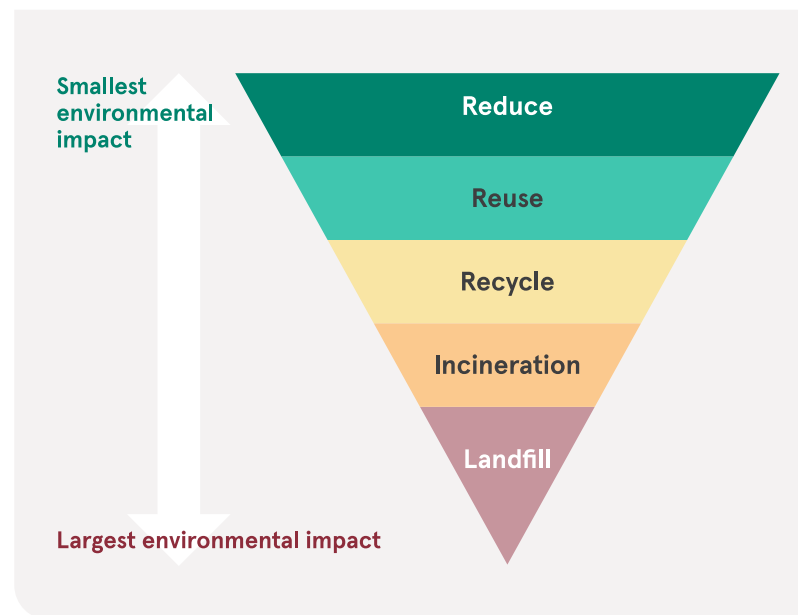 Smallest
environmental
impact
Reduce
Reuse
Recycle
Incineration
Landfill
Largest environmental impact